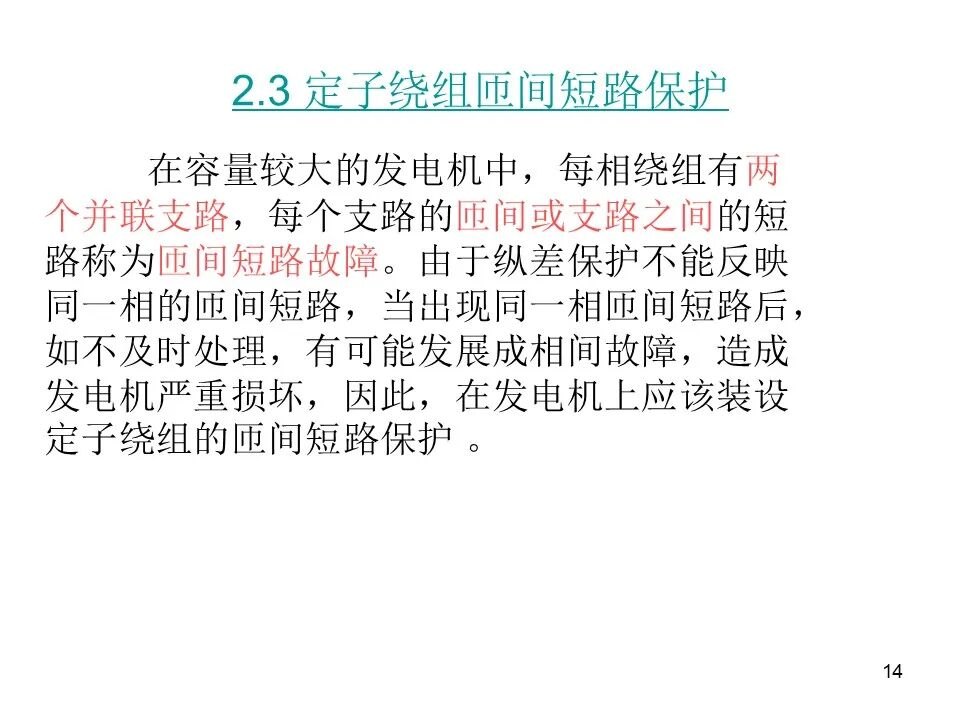 2.3 定子绕组匝间短路保护
在容量较大的发电机中，每相绕组有两
个并联支路，每个支路的匝间或支路之间的短
路称为匝间短路故障。由于纵差保护不能反映
同一相的匝间短路，当出现同一相匝间短路后，
如不及时处理，有可能发展成相间故障，造成
发电机严重损坏，因此，在发电机上应该装设
定子绕组的匝间短路保护 。
14